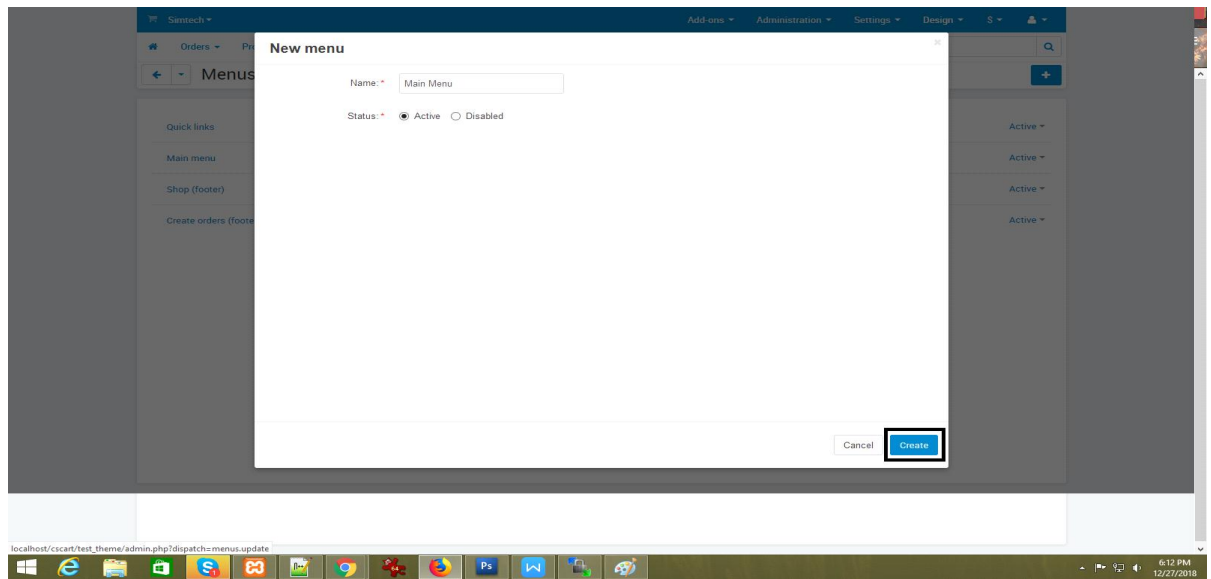 Simtech Add-ons Administration Settings Design S
Orders
Menus
New menu
Name:* Main Menu
Status:* Active Disabled
Quick links Active
Main menu Active
Shop (footer) Active
Create orders (foote Active
Cancel Create
localhost/cscart/test_theme/admin.php?dispatch=menus.update
Ps
6:12 PM
12/27/2018